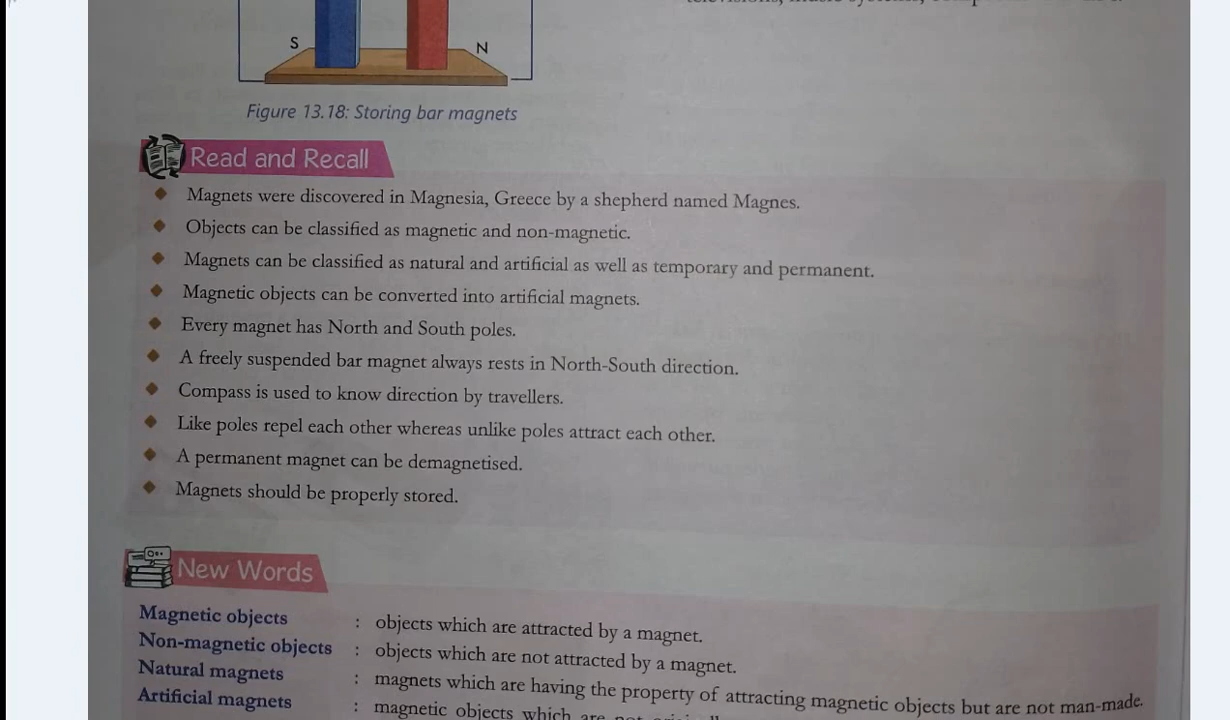 S
N
Figure 13.18: Storing bar magnets
Read and Recall
Magnets were discovered in Magnesia, Greece by a shepherd named Magnes.
Objects can be classified as magnetic and non-magnetic.
Magnets can be classified as natural and artificial as well as temporary and permanent.
Magnetic objects can be converted into artificial magnets.
Every magnet has North and South poles.
A freely suspended bar magnet always rests in North-South direction.
Compass is used to know direction by travellers.
Like poles repel each other whereas unlike poles attract each other.
A permanent magnet can be demagnetised.
Magnets should be properly stored.
New Words
Magnetic objects : objects which are attracted by a magnet.
Non-magnetic objects : objects which are not attracted by a magnet.
Natural magnets : magnets which are having the property of attracting magnetic objects but are not man-made.
Artificial magnets : magnetic objects which are not